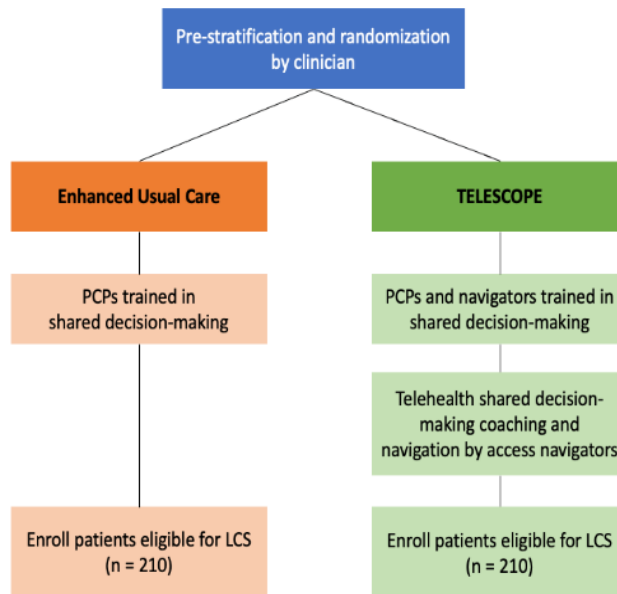 Pre-stratification and randomization
by clinician
Enhanced Usual Care
TELESCOPE
PCPs trained in
shared decision-making
PCPs and navigators trained in
shared decision-making
Telehealth shared decision-
making coaching and
navigation by access navigators
Enroll patients eligible for LCS
(n = 210)
Enroll patients eligible for LCS
(n = 210)